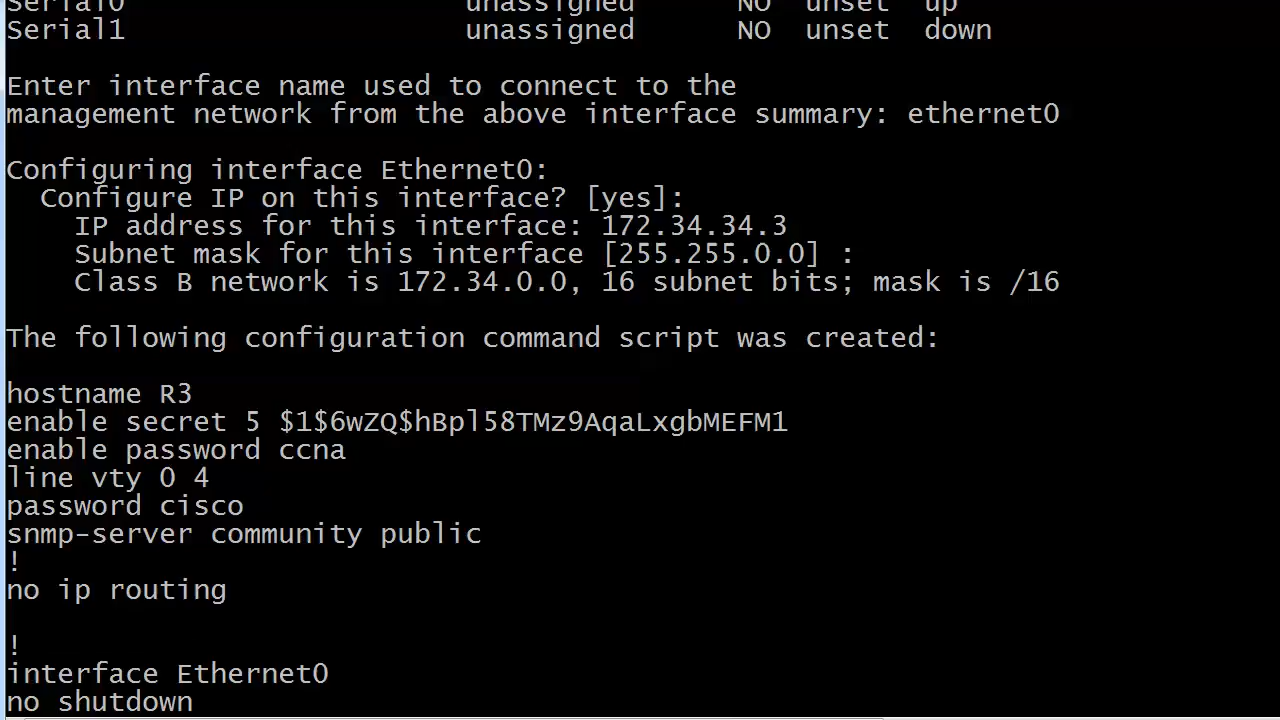 Serial0 unassigned NO unset up
Serial1 unassigned NO unset down
Enter interface name used to connect to the
management network from the above interface summary: ethernet0
Configuring interface Ethernet0:
Configure IP on this interface? [yes]:
IP address for this interface: 172.34.34.3
Subnet mask for this interface [255.255.0.0] :
Class B network is 172.34.0.0, 16 subnet bits; mask is /16
The following configuration command script was created:
hostname R3
enable secret 5 $1$6wZQ$hBpl58TMz9AqaLxgbMEFM1
enable password ccna
line vty 0 4
password cisco
snmp-server community public
!
no ip routing
!
interface Ethernet0
no shutdown